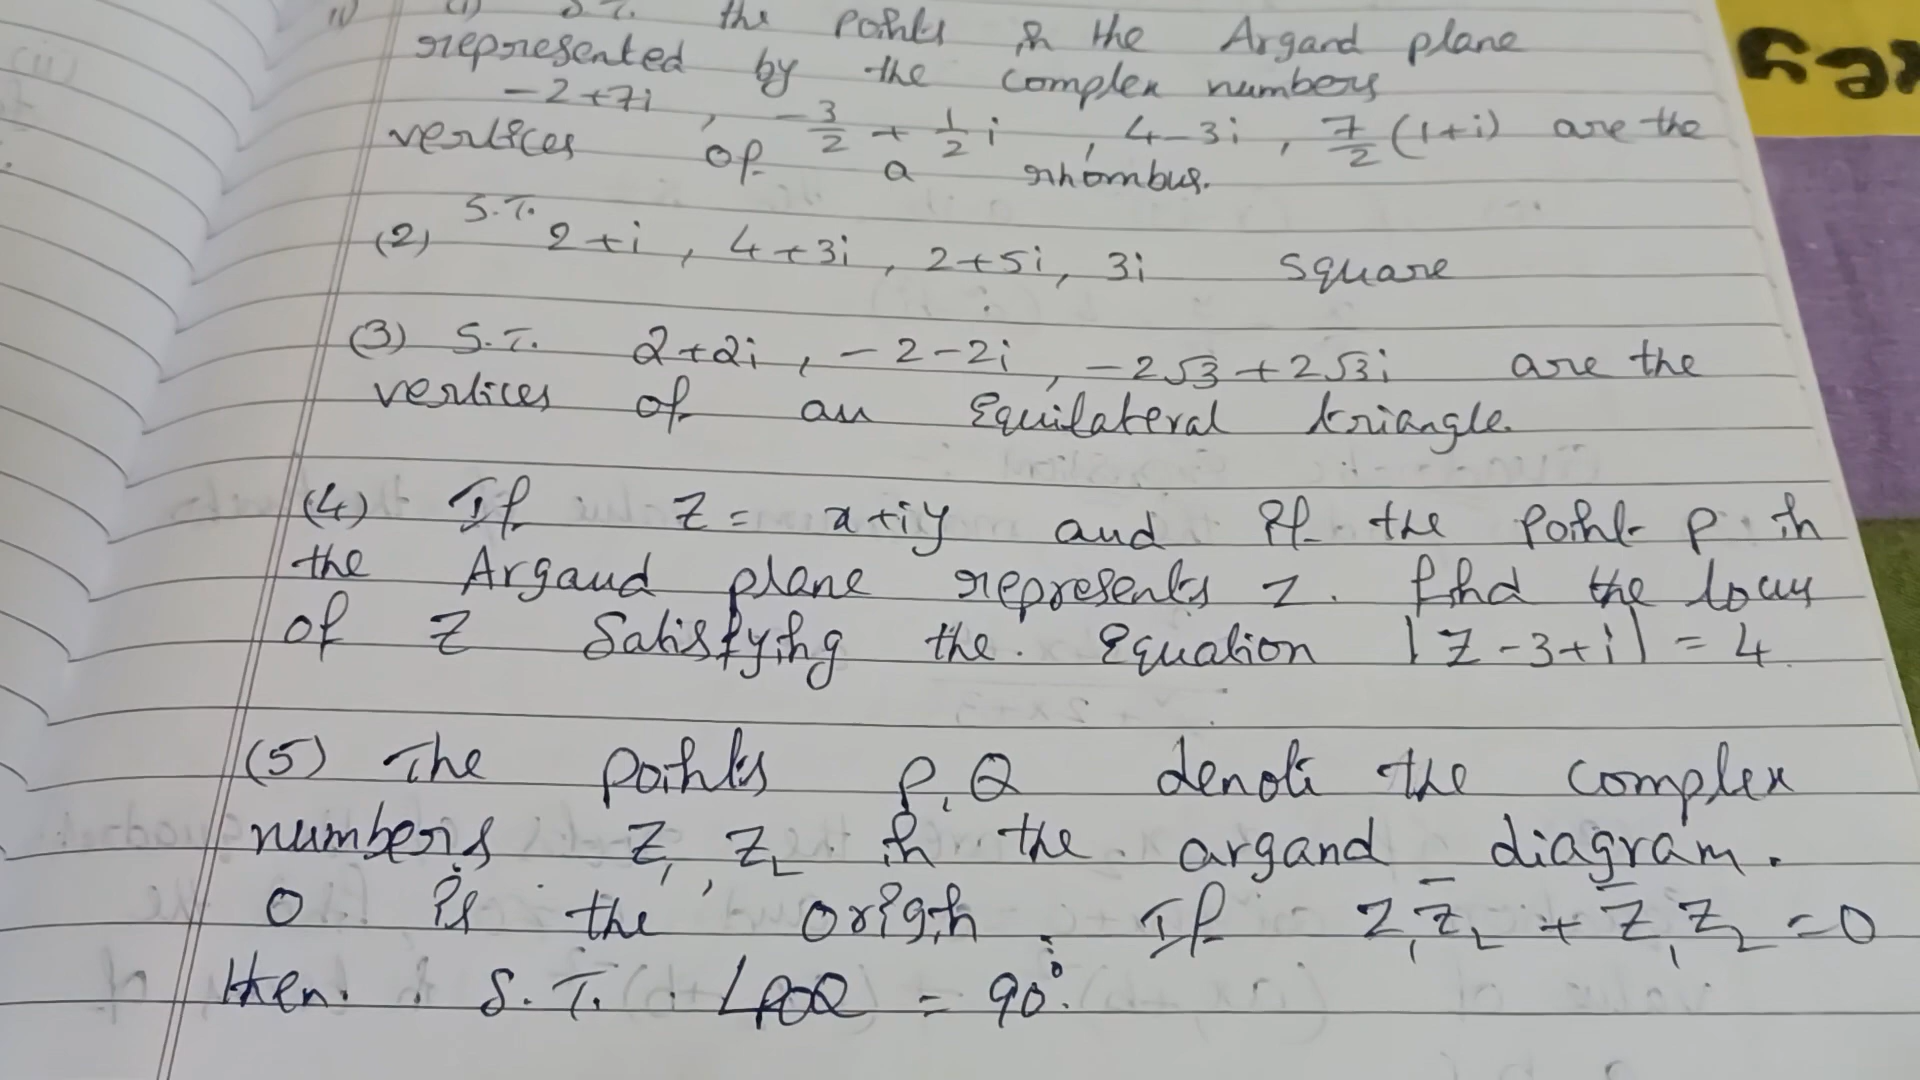 (1) S.T. the points in the Argand plane
represented by the complex numbers
-2+7i, -3/2 + 1/2 i, 4-3i, 7/2 (1+i) are the
vertices of a rhombus.
(2) S.T. 2+i, 4+3i, 2+5i, 3i square
(3) S.T. 2+2i, -2-2i, -2√3+2√3i are the
vertices of an Equilateral triangle.
(4) If z = x+iy and if the point P in
the Argand plane represents z. find the locus
of z Satisfying the. Equation |z-3+i| = 4.
(5) The points P, Q denote the complex
numbers z₁, z₂ in the argand diagram.
O is the origin. If z₁z̄₂ + z̄₁z₂ = 0
then. S.T. ∠POQ = 90°.